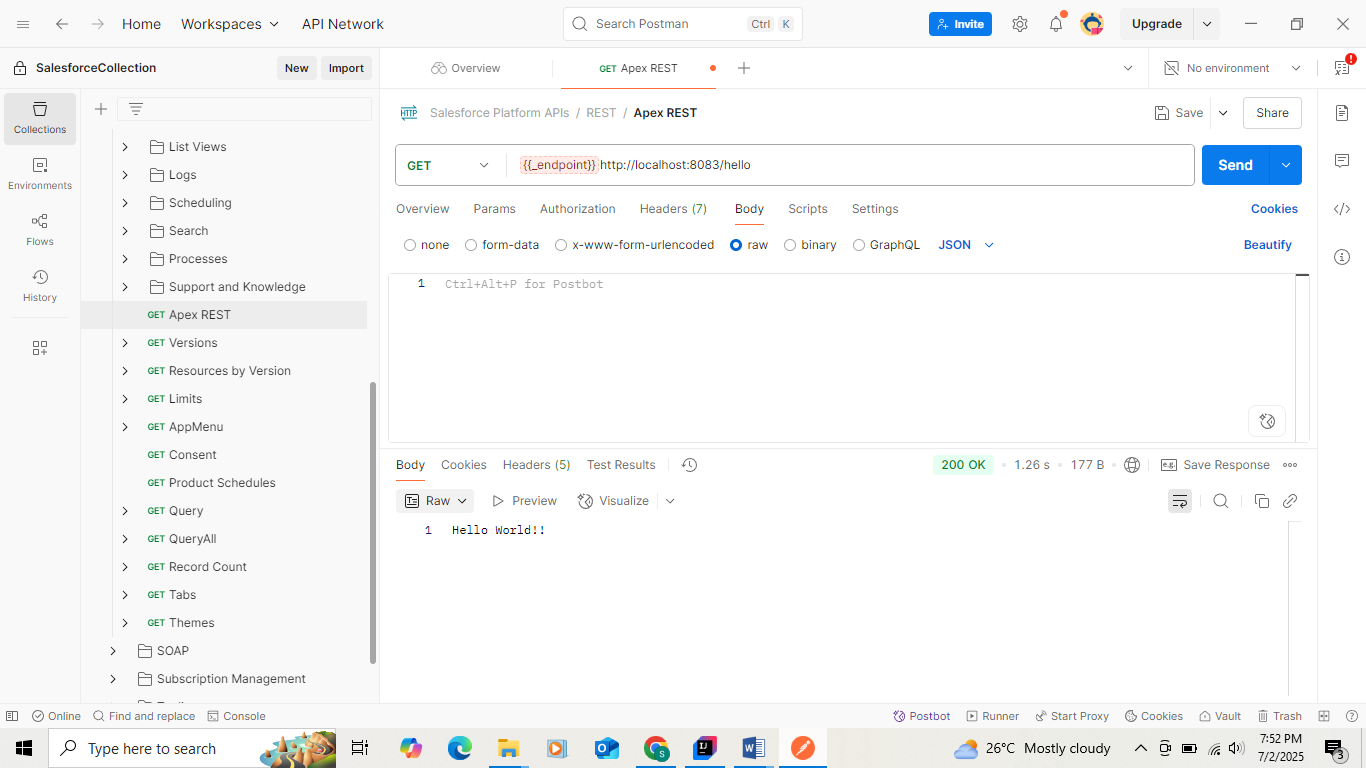 Home Workspaces API Network Search Postman Ctrl K Invite Upgrade
SalesforceCollection New Import Overview GET Apex REST No environment
Collections
Environments
Flows
History
List Views
Logs
Scheduling
Search
Processes
Support and Knowledge
GET Apex REST
GET Versions
GET Resources by Version
GET Limits
GET AppMenu
GET Consent
GET Product Schedules
GET Query
GET QueryAll
GET Record Count
GET Tabs
GET Themes
SOAP
Subscription Management
HTTP Salesforce Platform APIs / REST / Apex REST Save Share
GET {{_endpoint}}http://localhost:8083/hello Send
Overview Params Authorization Headers (7) Body Scripts Settings Cookies
none form-data x-www-form-urlencoded raw binary GraphQL JSON Beautify
1 Ctrl+Alt+P for Postbot
Body Cookies Headers (5) Test Results 200 OK 1.26 s 177 B e.g. Save Response
Raw Preview Visualize
1 Hello World!!
Online Find and replace Console Postbot Runner Start Proxy Cookies Vault Trash
Type here to search 26°C Mostly cloudy 7:52 PM
7/2/2025
3